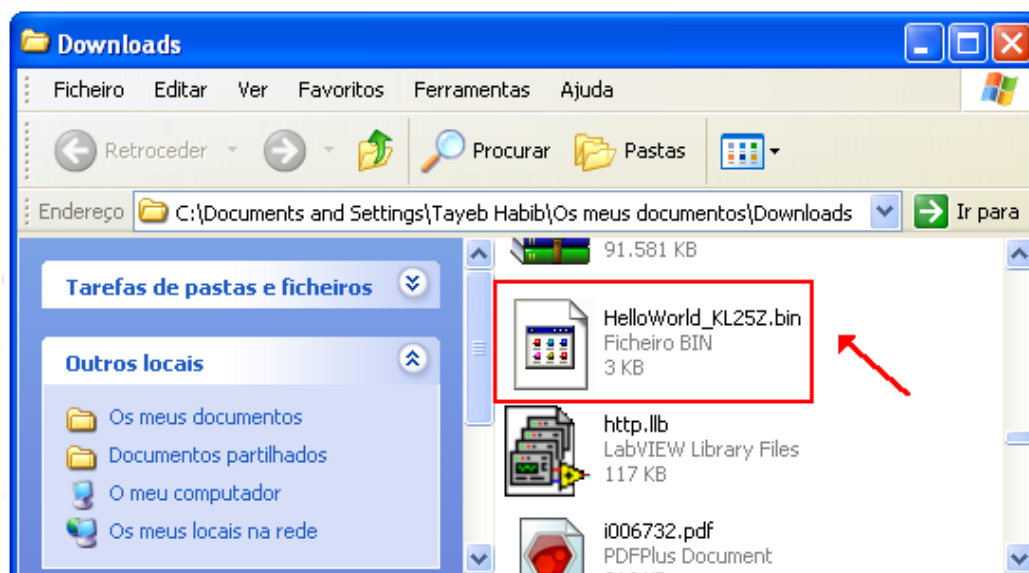 Downloads
Ficheiro Editar Ver Favoritos Ferramentas Ajuda
Retroceder Procurar Pastas
Endereço C:\Documents and Settings\Tayeb Habib\Os meus documentos\Downloads Ir para
Tarefas de pastas e ficheiros
Outros locais
Os meus documentos
Documentos partilhados
O meu computador
Os meus locais na rede
91.581 KB
HelloWorld_KL25Z.bin
Ficheiro BIN
3 KB
http.llb
LabVIEW Library Files
117 KB
i006732.pdf
PDFPlus Document